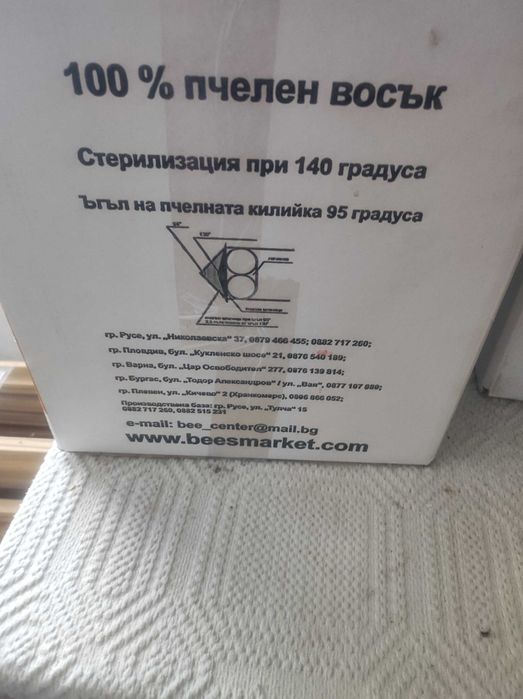 100 % пчелен восък
Стерилизация при 140 градуса
Ъгъл на пчелната килийка 95 градуса
гр. Русе, ул. „Николаевска" 37, 0879 466 455; 0882 717 260;
гр. Пловдив, бул. „Кукленско шосе" 21, 0876 540 189;
гр. Варна, бул. „Цар Освободител" 277, 0876 139 814;
гр. Бургас, бул. „Тодор Александров" / ул. „Вая", 0877 107 880;
гр. Плевен, ул. „Кичево" 2 (Хранкомерс), 0896 866 052;
Производствена база: гр. Русе, ул. „Тулча" 15
0882 717 260, 0882 515 231
e-mail: bee_center@mail.bg
www.beesmarket.com